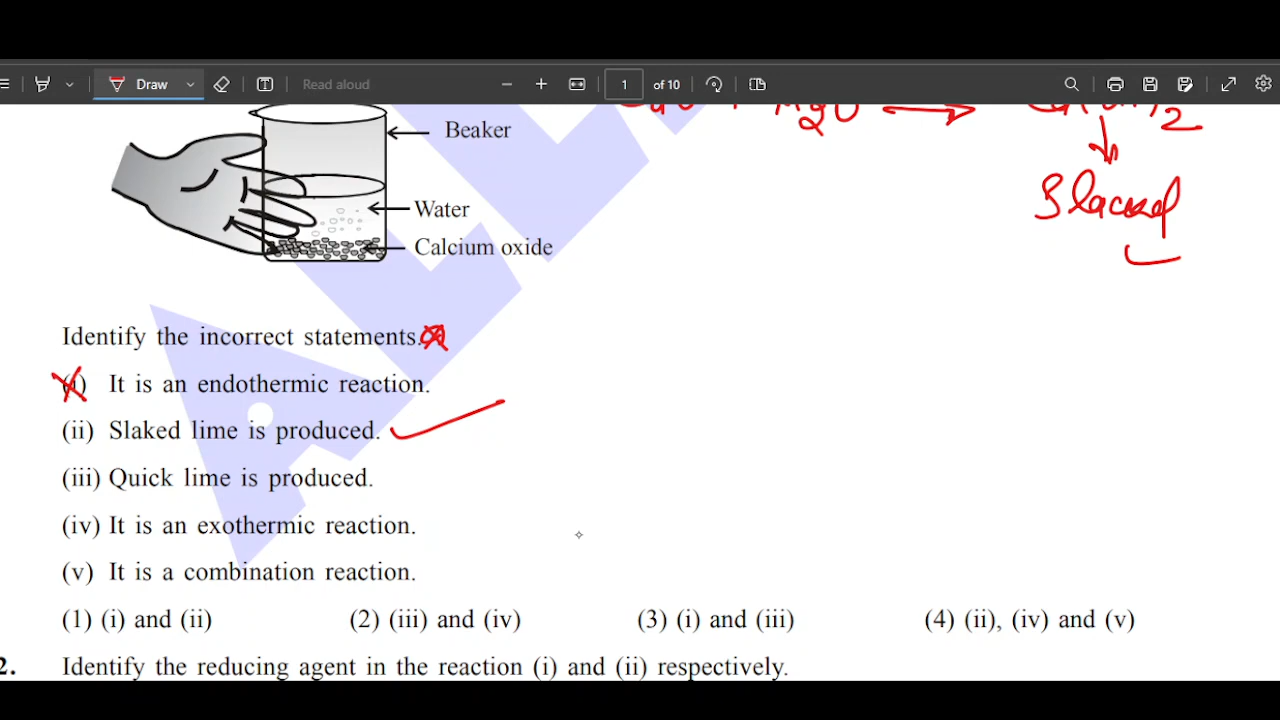 Draw
Read aloud
1 of 10
Beaker
Water
Calcium oxide
Slacked
Identify the incorrect statements.
(i) It is an endothermic reaction.
(ii) Slaked lime is produced.
(iii) Quick lime is produced.
(iv) It is an exothermic reaction.
(v) It is a combination reaction.
(1) (i) and (ii) (2) (iii) and (iv) (3) (i) and (iii) (4) (ii), (iv) and (v)
2. Identify the reducing agent in the reaction (i) and (ii) respectively.